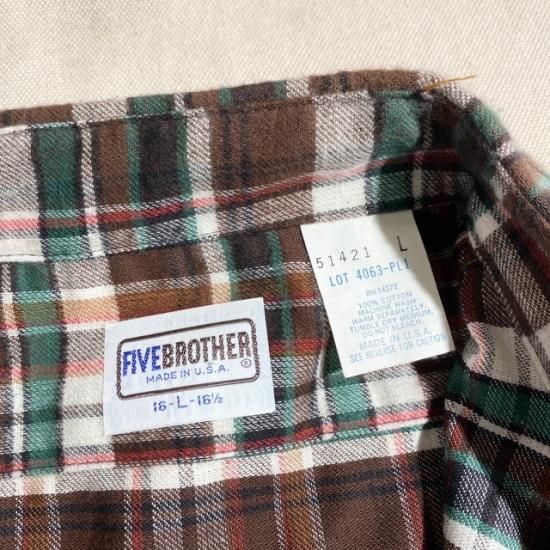 51421 L
LOT 4063-PL1
RN 14372
100% COTTON
MACHINE WASH
WARM SEPARATELY.
TUMBLE DRY MEDIUM.
DO NOT BLEACH.
MADE IN U.S.A.
SEE REVERSE FOR CAUTION
FIVEBROTHER®
MADE IN U.S.A.
16-L-16½